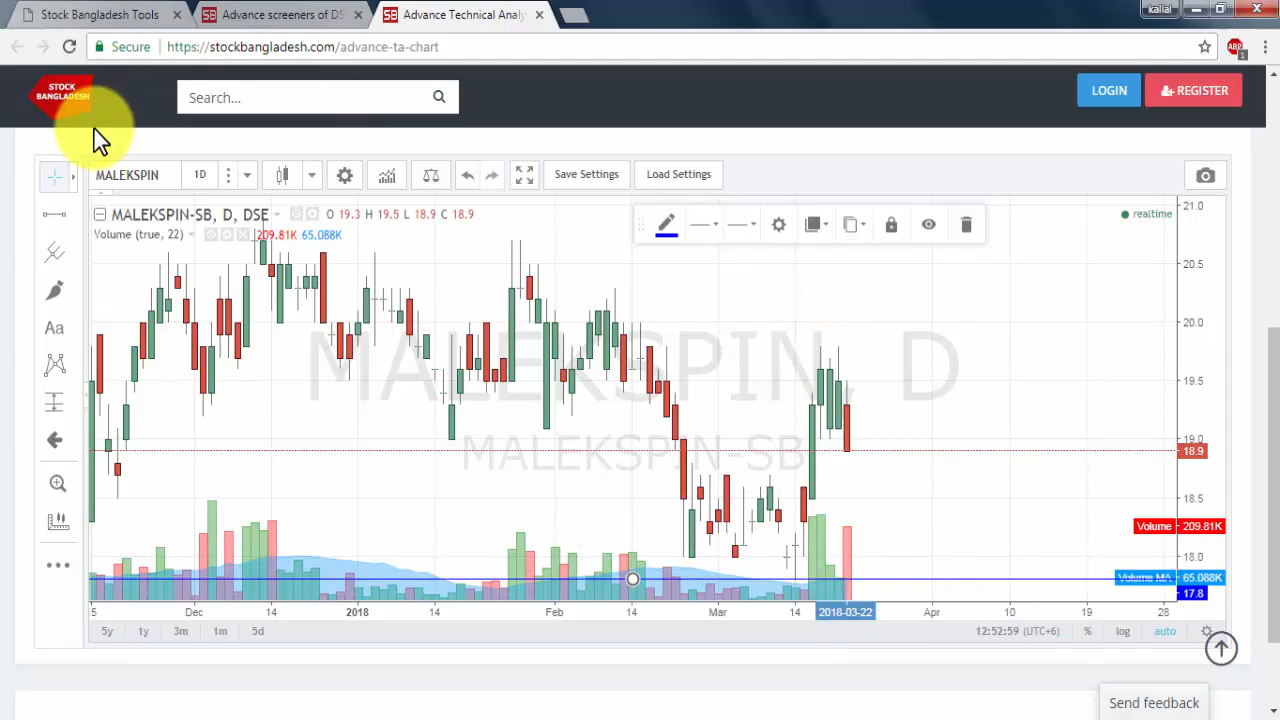 Stock Bangladesh Tools
Advance screeners of DS
Advance Technical Analy
kallal
Secure
https://stockbangladesh.com/advance-ta-chart
ABP
1
STOCK
BANGLADESH
Search...
LOGIN
REGISTER
MALEKSPIN
1D
Save Settings
Load Settings
MALEKSPIN-SB, D, DSE
O 19.3 H 19.5 L 18.9 C 18.9
realtime
Volume (true, 22)
209.81K 65.088K
Aa
MALEKSPIN, D
MALEKSPIN-SB
21.0
20.5
20.0
19.5
19.0
18.9
18.5
Volume 209.81K
18.0
Volume MA 65.088K
17.8
5 Dec 14 2018 14 Feb 14 Mar 14 2018-03-22 Apr 10 19 28
5y 1y 3m 1m 5d
12:52:59 (UTC+6) % log auto
Send feedback